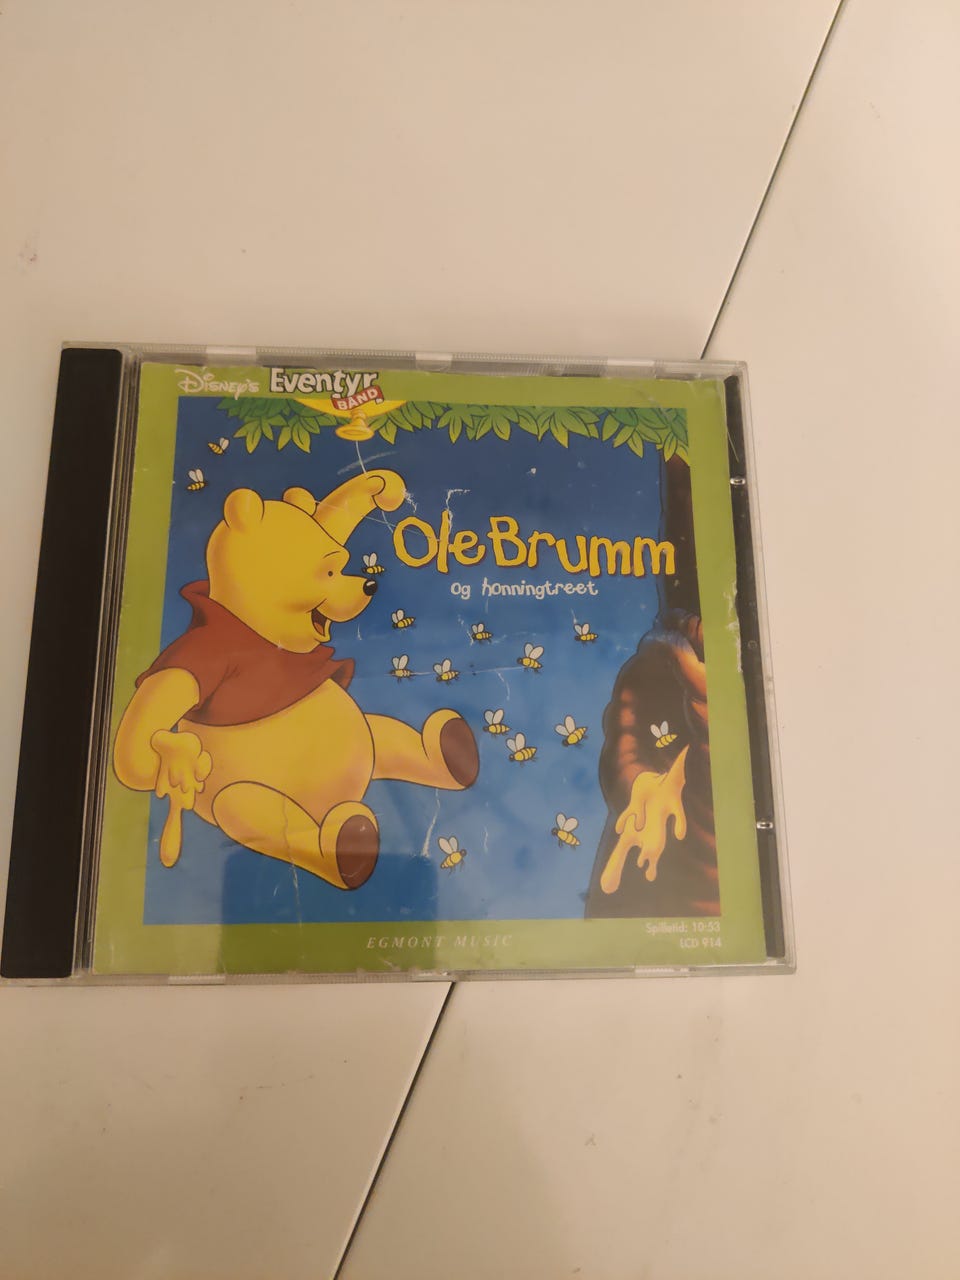 Disney's Eventyr
BÅND
Ole Brumm
og honningtreet
EGMONT MUSIC
Spilletid: 10:53
LCD 914